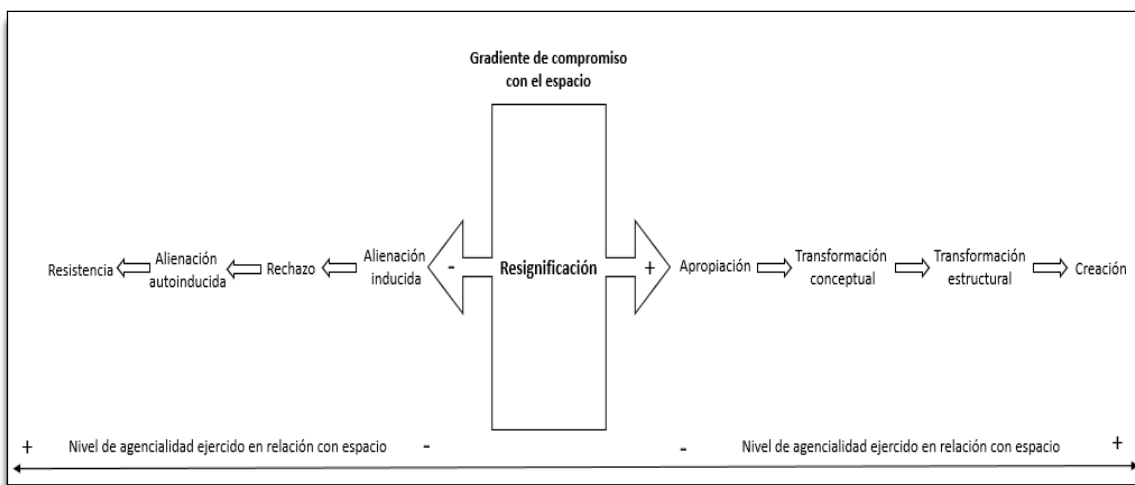 Gradiente de compromiso
con el espacio
Resistencia
Alienación
autoinducida
Rechazo
Alienación
inducida
-
Resignificación
+
Apropiación
Transformación
conceptual
Transformación
estructural
Creación
+ Nivel de agencialidad ejercido en relación con espacio -
- Nivel de agencialidad ejercido en relación con espacio +